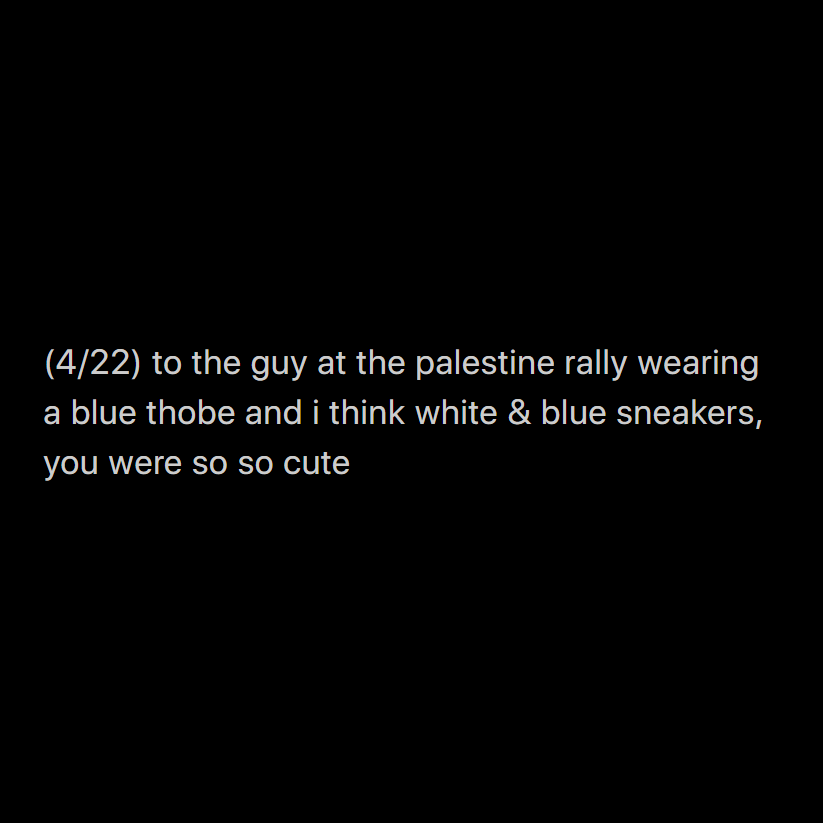 (4/22) to the guy at the palestine rally wearing
a blue thobe and i think white & blue sneakers,
you were so so cute